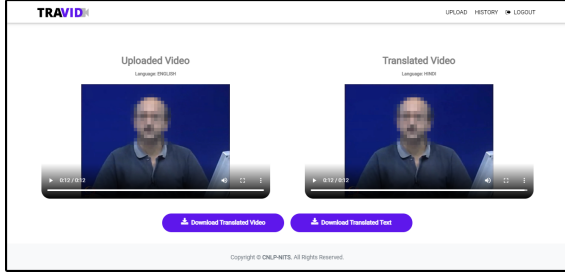 TRAVID
UPLOAD HISTORY LOGOUT
Uploaded Video
Language: ENGLISH
Translated Video
Language: HINDI
0:12 / 0:12
0:12 / 0:12
Download Translated Video
Download Translated Text
Copyright © CNLP-NITS. All Rights Reserved.